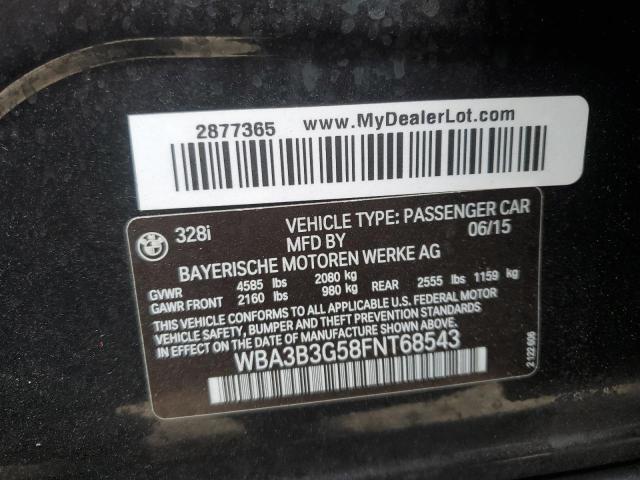 2877365 www.MyDealerLot.com
328i VEHICLE TYPE: PASSENGER CAR
MFD BY 06/15
BAYERISCHE MOTOREN WERKE AG
GVWR 4585 lbs 2080 kg
GAWR FRONT 2160 lbs 980 kg REAR 2555 lbs 1159 kg
THIS VEHICLE CONFORMS TO ALL APPLICABLE U.S. FEDERAL MOTOR
VEHICLE SAFETY, BUMPER, AND THEFT PREVENTION STANDARDS
IN EFFECT ON THE DATE OF MANUFACTURE SHOWN ABOVE.
WBA3B3G58FNT68543
2 122 606